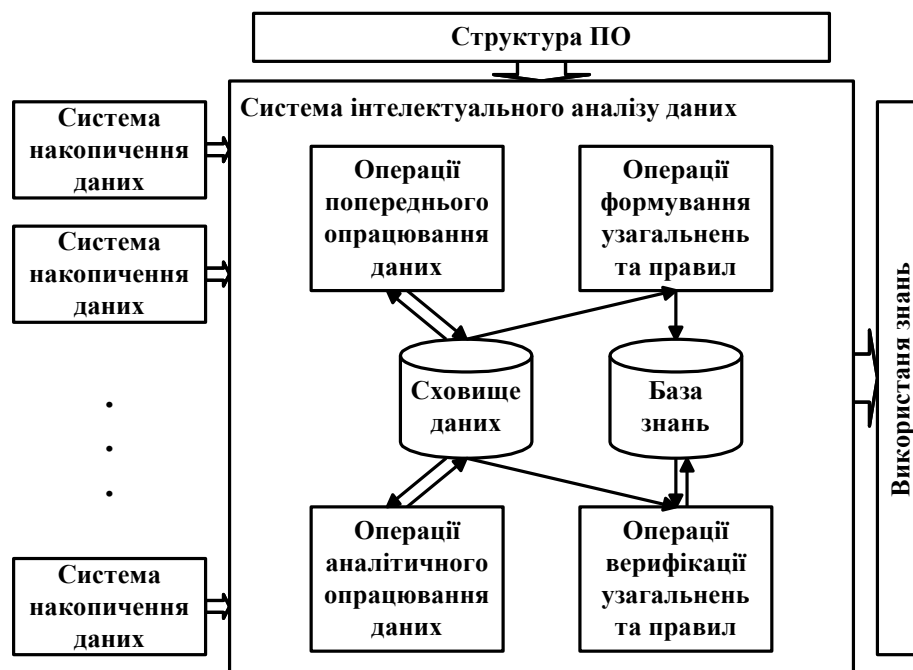 Структура ПО
Система інтелектуального аналізу даних
Система
накопичення
даних
Система
накопичення
даних
.
.
.
Система
накопичення
даних
Операції
попереднього
опрацювання
даних
Операції
формування
узагальнень
та правил
Сховище
даних
База
знань
Операції
аналітичного
опрацювання
даних
Операції
верифікації
узагальнень
та правил
Використаня знань